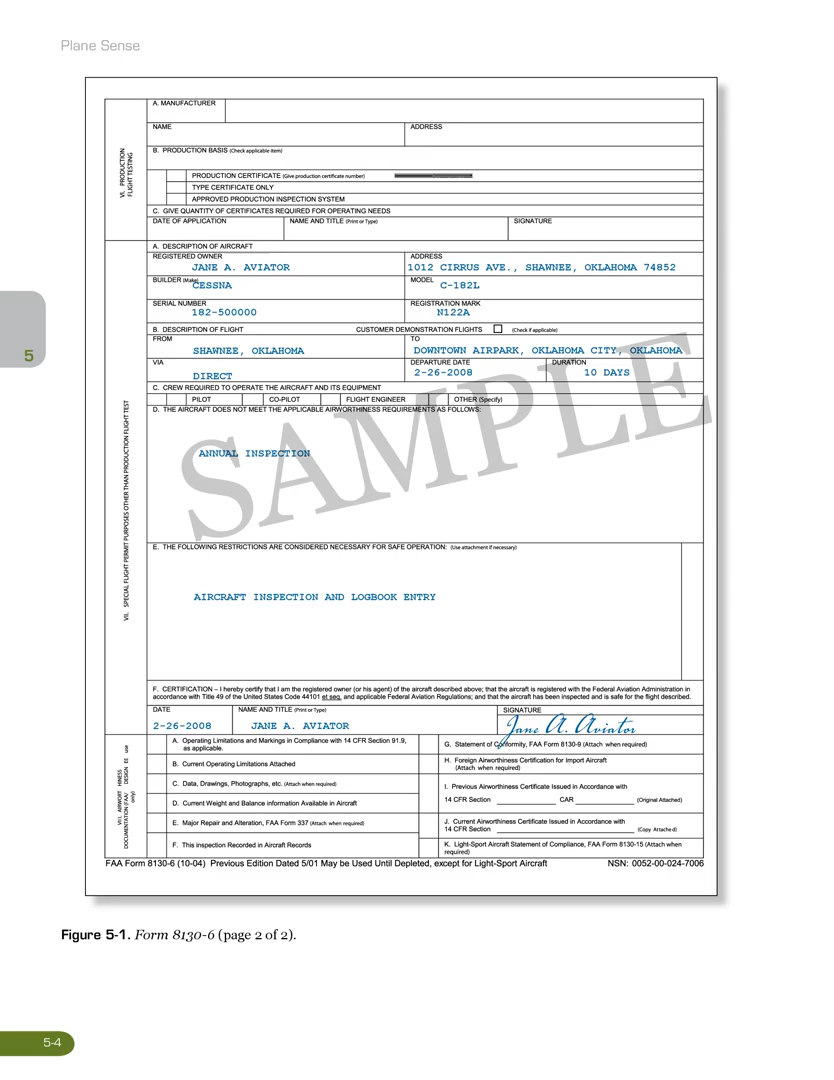 Plane Sense
A. MANUFACTURER
NAME
ADDRESS
B. PRODUCTION BASIS (Check applicable item)
PRODUCTION CERTIFICATE (Give production certificate number)
TYPE CERTIFICATE ONLY
APPROVED PRODUCTION INSPECTION SYSTEM
C. GIVE QUANTITY OF CERTIFICATES REQUIRED FOR OPERATING NEEDS
DATE OF APPLICATION NAME AND TITLE (Print or Type) SIGNATURE
VI. PRODUCTION
FLIGHT TESTING
A. DESCRIPTION OF AIRCRAFT
REGISTERED OWNER ADDRESS
JANE A. AVIATOR 1012 CIRRUS AVE., SHAWNEE, OKLAHOMA 74852
BUILDER (Make) MODEL
CESSNA C-182L
SERIAL NUMBER REGISTRATION MARK
182-500000 N122A
B. DESCRIPTION OF FLIGHT CUSTOMER DEMONSTRATION FLIGHTS (Check if applicable)
FROM TO
SHAWNEE, OKLAHOMA DOWNTOWN AIRPARK, OKLAHOMA CITY, OKLAHOMA
VIA DEPARTURE DATE DURATION
DIRECT 2-26-2008 10 DAYS
C. CREW REQUIRED TO OPERATE THE AIRCRAFT AND ITS EQUIPMENT
PILOT CO-PILOT FLIGHT ENGINEER OTHER (Specify)
D. THE AIRCRAFT DOES NOT MEET THE APPLICABLE AIRWORTHINESS REQUIREMENTS AS FOLLOWS:
ANNUAL INSPECTION
SAMPLE
E. THE FOLLOWING RESTRICTIONS ARE CONSIDERED NECESSARY FOR SAFE OPERATION: (Use attachment if necessary)
AIRCRAFT INSPECTION AND LOGBOOK ENTRY
VII. SPECIAL FLIGHT PERMIT PURPOSES OTHER THAN PRODUCTION FLIGHT TEST
F. CERTIFICATION – I hereby certify that I am the registered owner (or his agent) of the aircraft described above; that the aircraft is registered with the Federal Aviation Administration in
accordance with Title 49 of the United States Code 44101 et seq. and applicable Federal Aviation Regulations; and that the aircraft has been inspected and is safe for the flight described.
DATE NAME AND TITLE (Print or Type) SIGNATURE
2-26-2008 JANE A. AVIATOR Jane A. Aviator
VIII. AIRWORTHINESS
DOCUMENTATION (FAA/DESIGNEE use
only)
A. Operating Limitations and Markings in Compliance with 14 CFR Section 91.9,
as applicable.
B. Current Operating Limitations Attached
C. Data, Drawings, Photographs, etc. (Attach when required)
D. Current Weight and Balance information Available in Aircraft
E. Major Repair and Alteration, FAA Form 337 (Attach when required)
F. This inspection Recorded in Aircraft Records
G. Statement of Conformity, FAA Form 8130-9 (Attach when required)
H. Foreign Airworthiness Certification for Import Aircraft
(Attach when required)
I. Previous Airworthiness Certificate Issued in Accordance with
14 CFR Section CAR (Original Attached)
J. Current Airworthiness Certificate Issued in Accordance with
14 CFR Section (Copy Attached)
K. Light-Sport Aircraft Statement of Compliance, FAA Form 8130-15 (Attach when
required)
FAA Form 8130-6 (10-04) Previous Edition Dated 5/01 May be Used Until Depleted, except for Light-Sport Aircraft NSN: 0052-00-024-7006
5
Figure 5-1. Form 8130-6 (page 2 of 2).
5-4